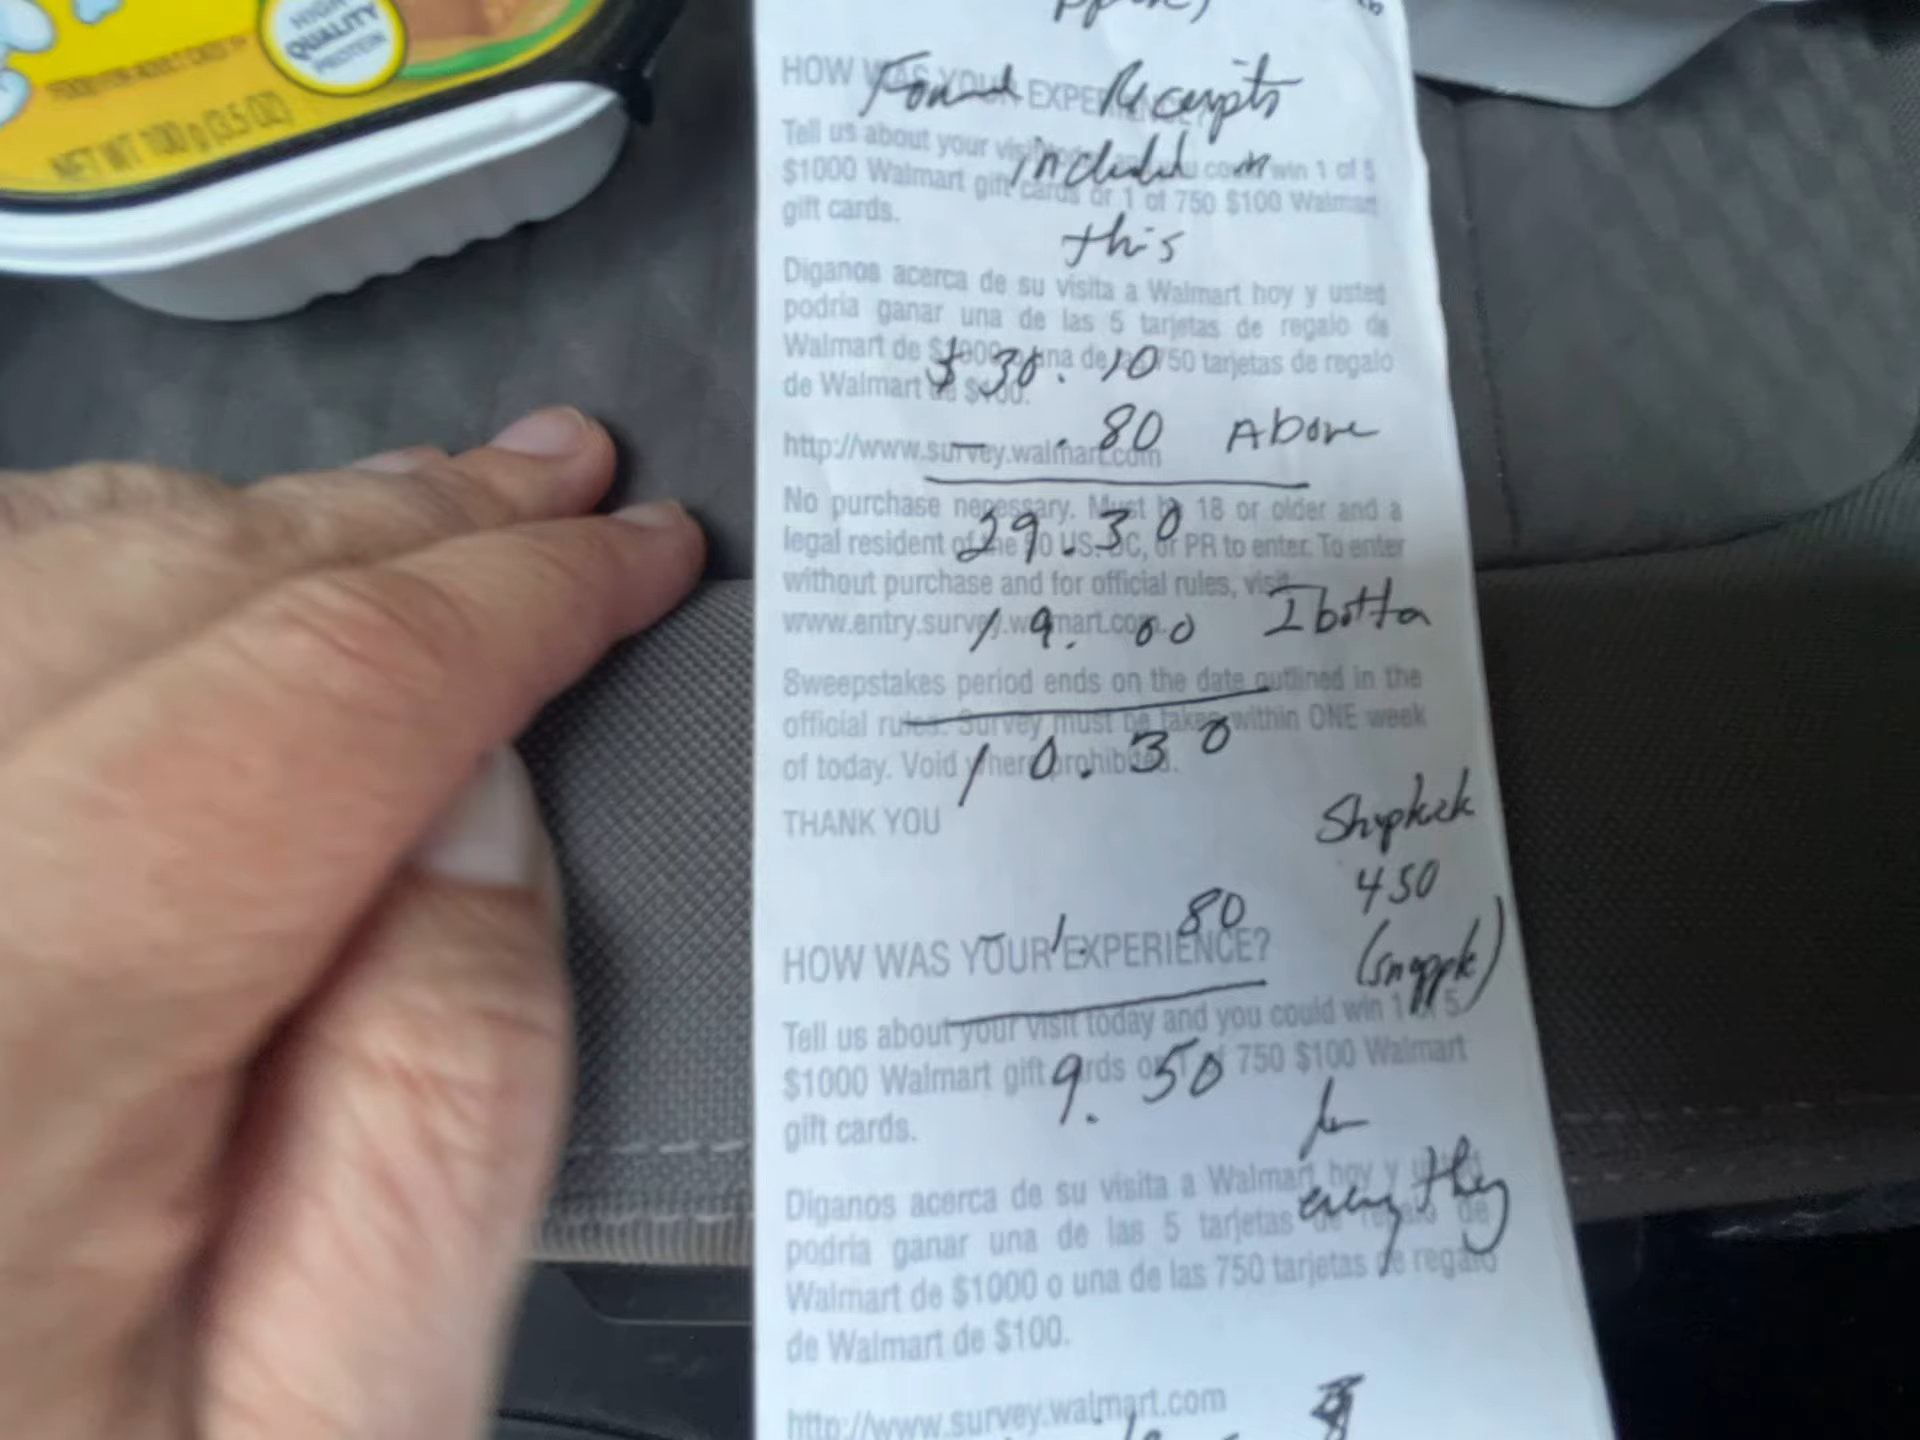 HIGH
QUALITY
PROTEIN
NET WT 100 g (3.5 OZ)
Found Receipts
included in
this
$ 30.10
- .80 Above
29.30
19.00 Ibotta
10.30
Shopkick
450
(snapple)
- 1.80
9.50
for
everything
HOW WAS YOUR EXPERIENCE?
Tell us about your visit today and you could win 1 of 5
$1000 Walmart gift cards or 1 of 750 $100 Walmart
gift cards.
Diganos acerca de su visita a Walmart hoy y usted
podria ganar una de las 5 tarjetas de regalo de
Walmart de $1000 o una de las 750 tarjetas de regalo
de Walmart de $100.
http://www.survey.walmart.com
No purchase necessary. Must be 18 or older and a
legal resident of the 50 US, DC, or PR to enter. To enter
without purchase and for official rules, visit
www.entry.survey.walmart.com.
Sweepstakes period ends on the date outlined in the
official rules. Survey must be taken within ONE week
of today. Void where prohibited.
THANK YOU
HOW WAS YOUR EXPERIENCE?
Tell us about your visit today and you could win 1 of 5
$1000 Walmart gift cards or 1 of 750 $100 Walmart
gift cards.
Diganos acerca de su visita a Walmart hoy y usted
podria ganar una de las 5 tarjetas de regalo de
Walmart de $1000 o una de las 750 tarjetas de regalo
de Walmart de $100.
http://www.survey.walmart.com